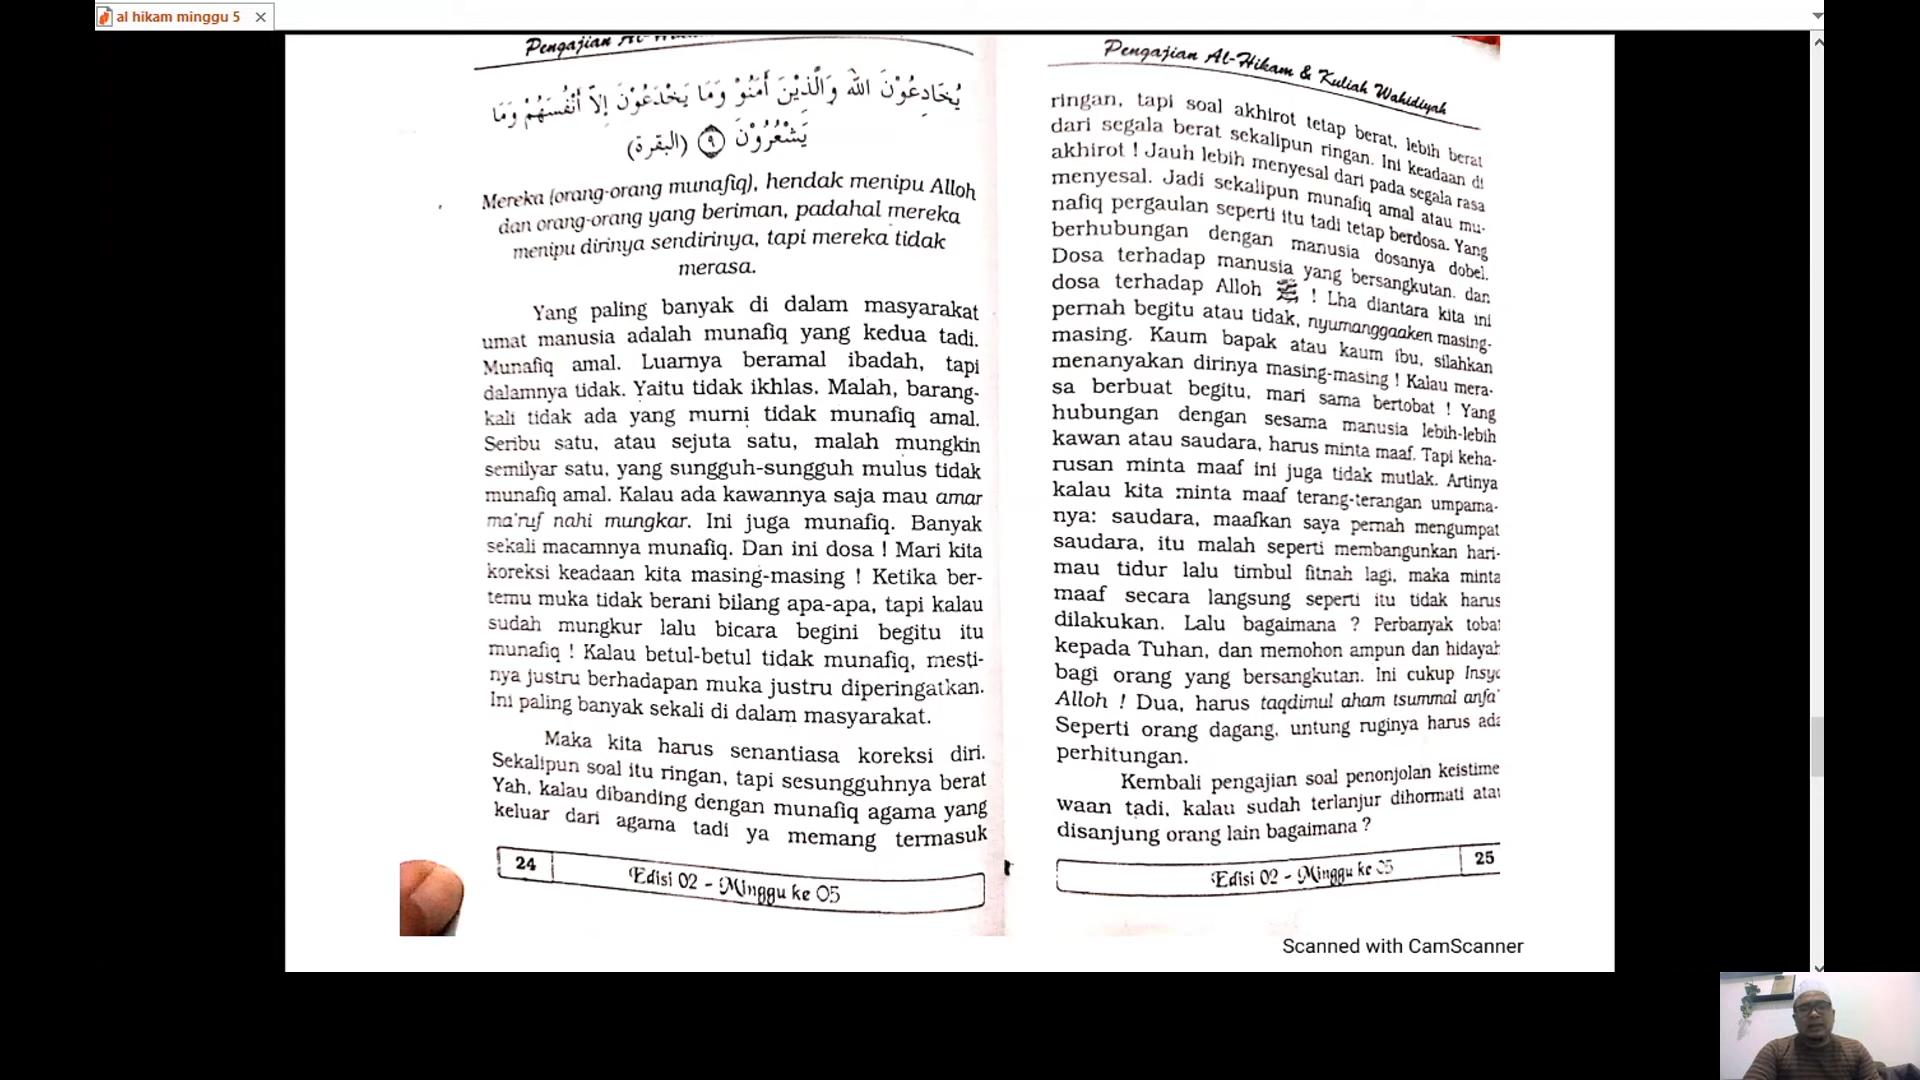 al hikam minggu 5
Pengajian Al-
يُخَادِعُوْنَ اللّٰهَ وَالَّذِيْنَ اٰمَنُوْ وَمَا يَخْدَعُوْنَ إِلَّا أَنْفُسَهُمْ وَمَا
يَشْعُرُوْنَ ۝٩ (البقرة)
Mereka (orang-orang munafiq), hendak menipu Alloh
dan orang-orang yang beriman, padahal mereka
menipu dirinya sendirinya, tapi mereka tidak
merasa.
Yang paling banyak di dalam masyarakat
umat manusia adalah munafiq yang kedua tadi.
Munafiq amal. Luarnya beramal ibadah, tapi
dalamnya tidak. Yaitu tidak ikhlas. Malah, barang-
kali tidak ada yang murni tidak munafiq amal.
Seribu satu, atau sejuta satu, malah mungkin
semilyar satu, yang sungguh-sungguh mulus tidak
munafiq amal. Kalau ada kawannya saja mau amar
ma'ruf nahi mungkar. Ini juga munafiq. Banyak
sekali macamnya munafiq. Dan ini dosa ! Mari kita
koreksi keadaan kita masing-masing ! Ketika ber-
temu muka tidak berani bilang apa-apa, tapi kalau
sudah mungkur lalu bicara begini begitu itu
munafiq ! Kalau betul-betul tidak munafiq, mesti-
nya justru berhadapan muka justru diperingatkan.
Ini paling banyak sekali di dalam masyarakat.
Maka kita harus senantiasa koreksi diri.
Sekalipun soal itu ringan, tapi sesungguhnya berat
Yah, kalau dibanding dengan munafiq agama yang
keluar dari agama tadi ya memang termasuk
24
Edisi 02 - Minggu ke 05
Pengajian Al-Hikam & Kuliah Wahidiyah
ringan, tapi soal akhirot tetap berat, lebih berat
dari segala berat sekalipun ringan. Ini keadaan di
akhirot ! Jauh lebih menyesal dari pada segala rasa
menyesal. Jadi sekalipun munafiq amal atau mu-
nafiq pergaulan seperti itu tadi tetap berdosa. Yang
berhubungan dengan manusia dosanya dobel.
Dosa terhadap manusia yang bersangkutan, dan
dosa terhadap Alloh ! Lha diantara kita ini
pernah begitu atau tidak, nyumanggaaken masing-
masing. Kaum bapak atau kaum ibu, silahkan
menanyakan dirinya masing-masing ! Kalau mera-
sa berbuat begitu, mari sama bertobat ! Yang
hubungan dengan sesama manusia lebih-lebih
kawan atau saudara, harus minta maaf. Tapi keha-
rusan minta maaf ini juga tidak mutlak. Artinya
kalau kita minta maaf terang-terangan umpama-
nya: saudara, maafkan saya pernah mengumpat
saudara, itu malah seperti membangunkan hari-
mau tidur lalu timbul fitnah lagi, maka minta
maaf secara langsung seperti itu tidak harus
dilakukan. Lalu bagaimana ? Perbanyak tobat
kepada Tuhan, dan memohon ampun dan hidayah
bagi orang yang bersangkutan. Ini cukup Insya
Alloh ! Dua, harus taqdimul aham tsummal anfa'
Seperti orang dagang, untung ruginya harus ada
perhitungan.
Kembali pengajian soal penonjolan keistime
waan tadi, kalau sudah terlanjur dihormati atau
disanjung orang lain bagaimana ?
Edisi 02 - Minggu ke 05
25
Scanned with CamScanner